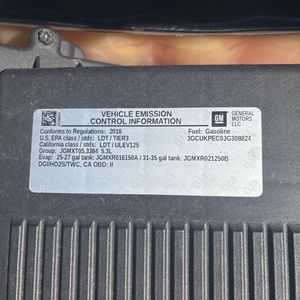 VEHICLE EMISSION
CONTROL INFORMATION
GM
GENERAL
MOTORS
LLC
Conforms to Regulations: 2018 Fuel: Gasoline
U.S. EPA class / stds: LDT / TIER3 3GCUKPEC0JG308824
California class / stds: LDT / ULEV125
Group: JGMXT05.3384 5.3L
Evap: 25-27 gal tank: JGMXR016150A / 31-35 gal tank: JGMXR021250B
DGI/HO2S/TWC, CA OBD: II